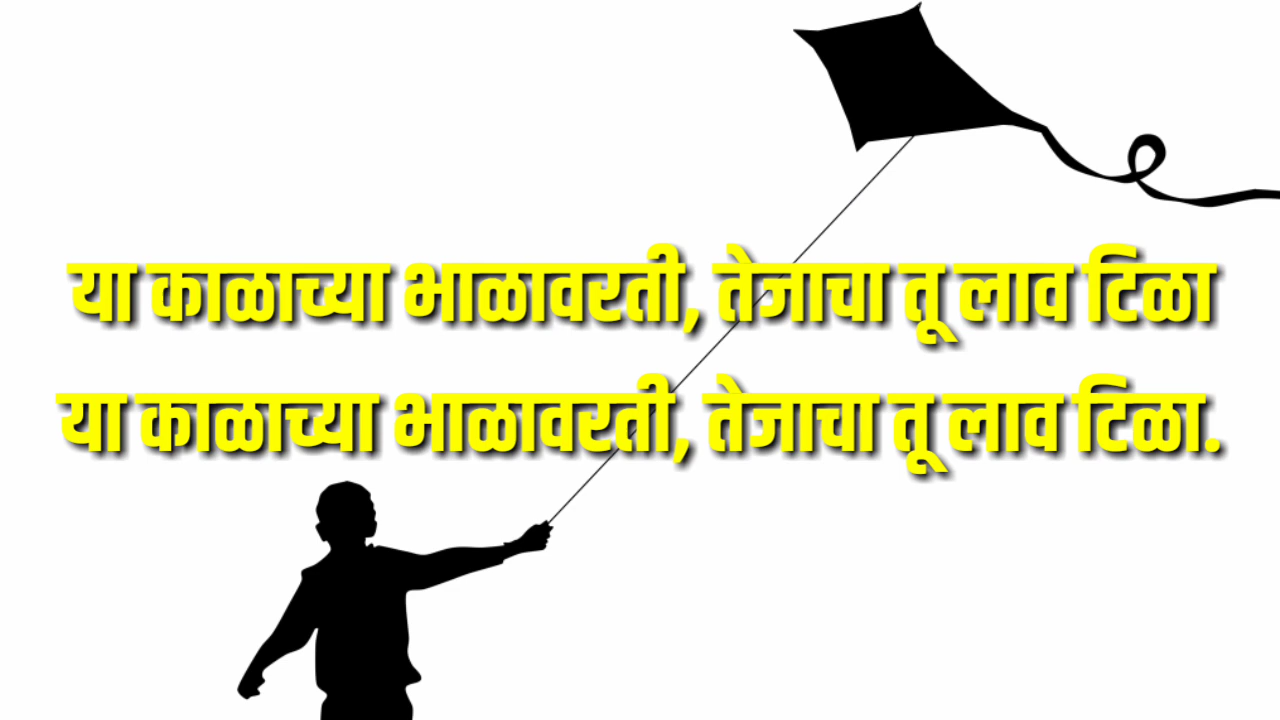 या काळाच्या भाळावरती, तेजाचा तू लाव टिळा
या काळाच्या भाळावरती, तेजाचा तू लाव टिळा.